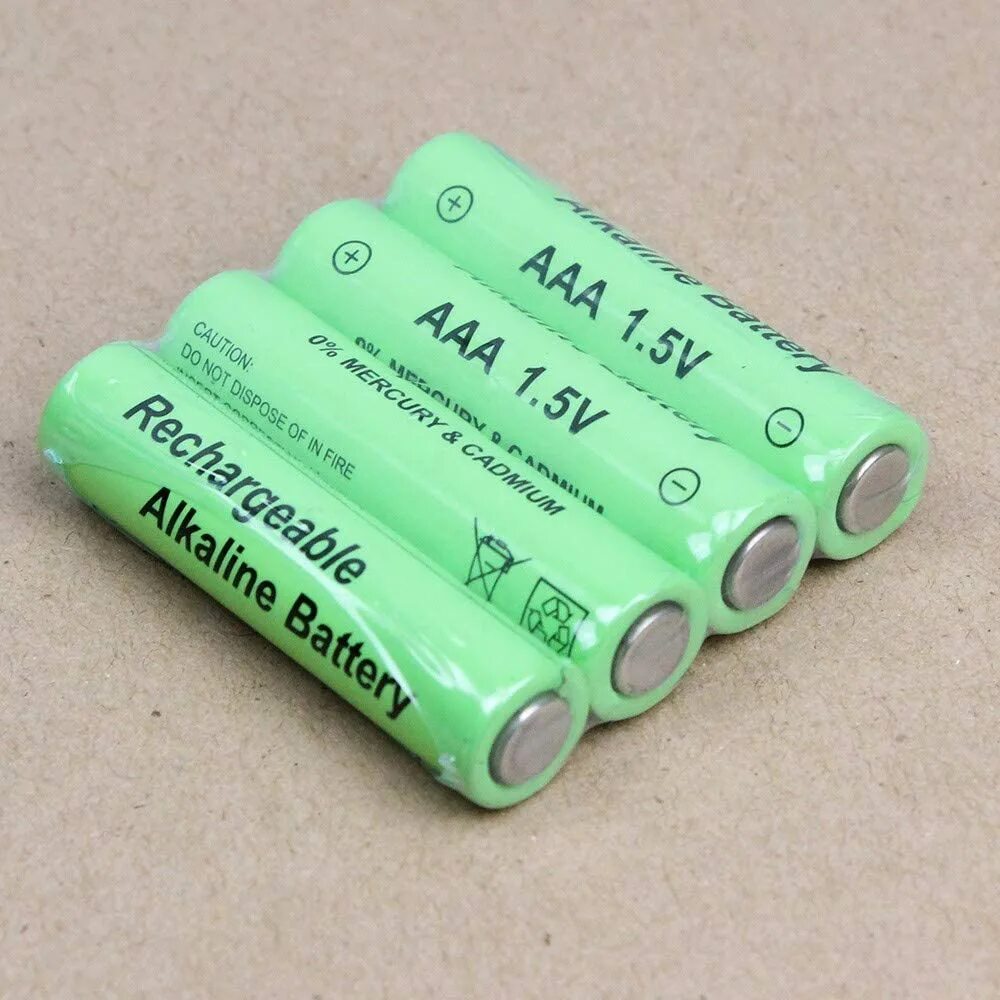 Rechargeable
Alkaline Battery
CAUTION:
DO NOT DISPOSE OF IN FIRE
0% MERCURY & CADMIUM
+
AAA 1.5V
-
0% MERCURY & CADMIUM
+
AAA 1.5V
-
Alkaline Battery